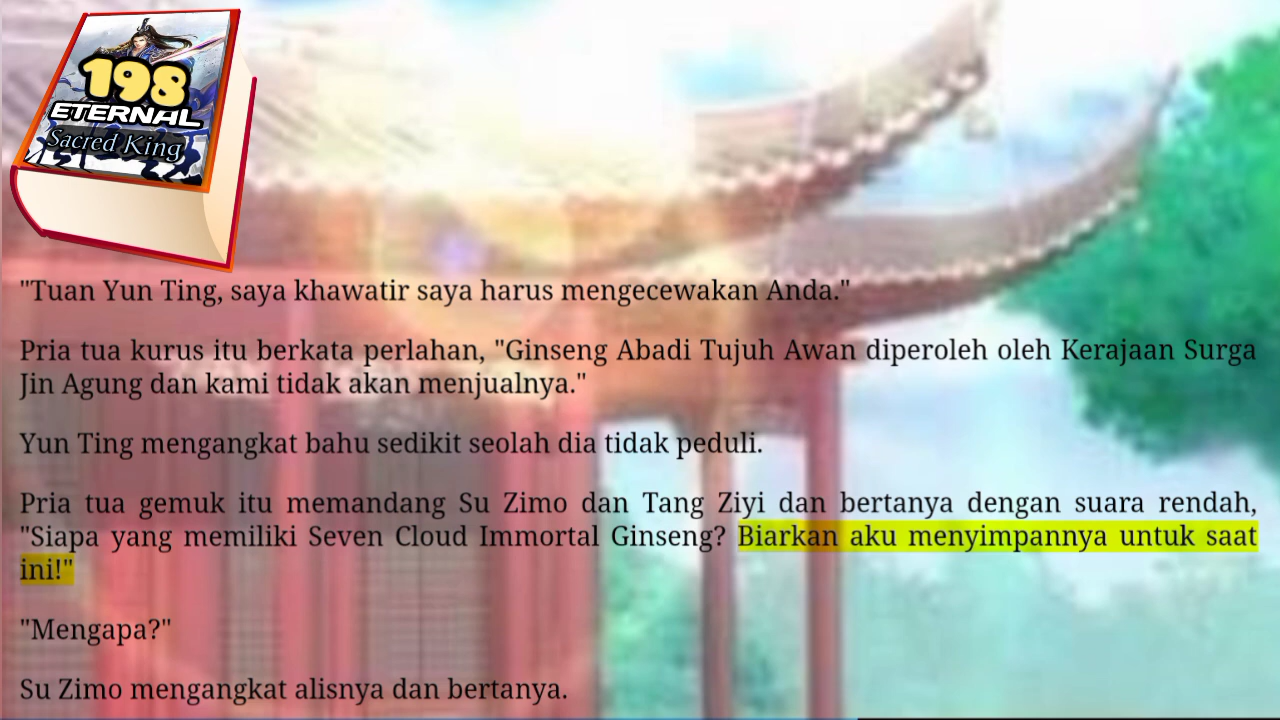 198
ETERNAL
Sacred King
"Tuan Yun Ting, saya khawatir saya harus mengecewakan Anda."
Pria tua kurus itu berkata perlahan, "Ginseng Abadi Tujuh Awan diperoleh oleh Kerajaan Surga
Jin Agung dan kami tidak akan menjualnya."
Yun Ting mengangkat bahu sedikit seolah dia tidak peduli.
Pria tua gemuk itu memandang Su Zimo dan Tang Ziyi dan bertanya dengan suara rendah,
"Siapa yang memiliki Seven Cloud Immortal Ginseng? Biarkan aku menyimpannya untuk saat
ini!"
"Mengapa?"
Su Zimo mengangkat alisnya dan bertanya.